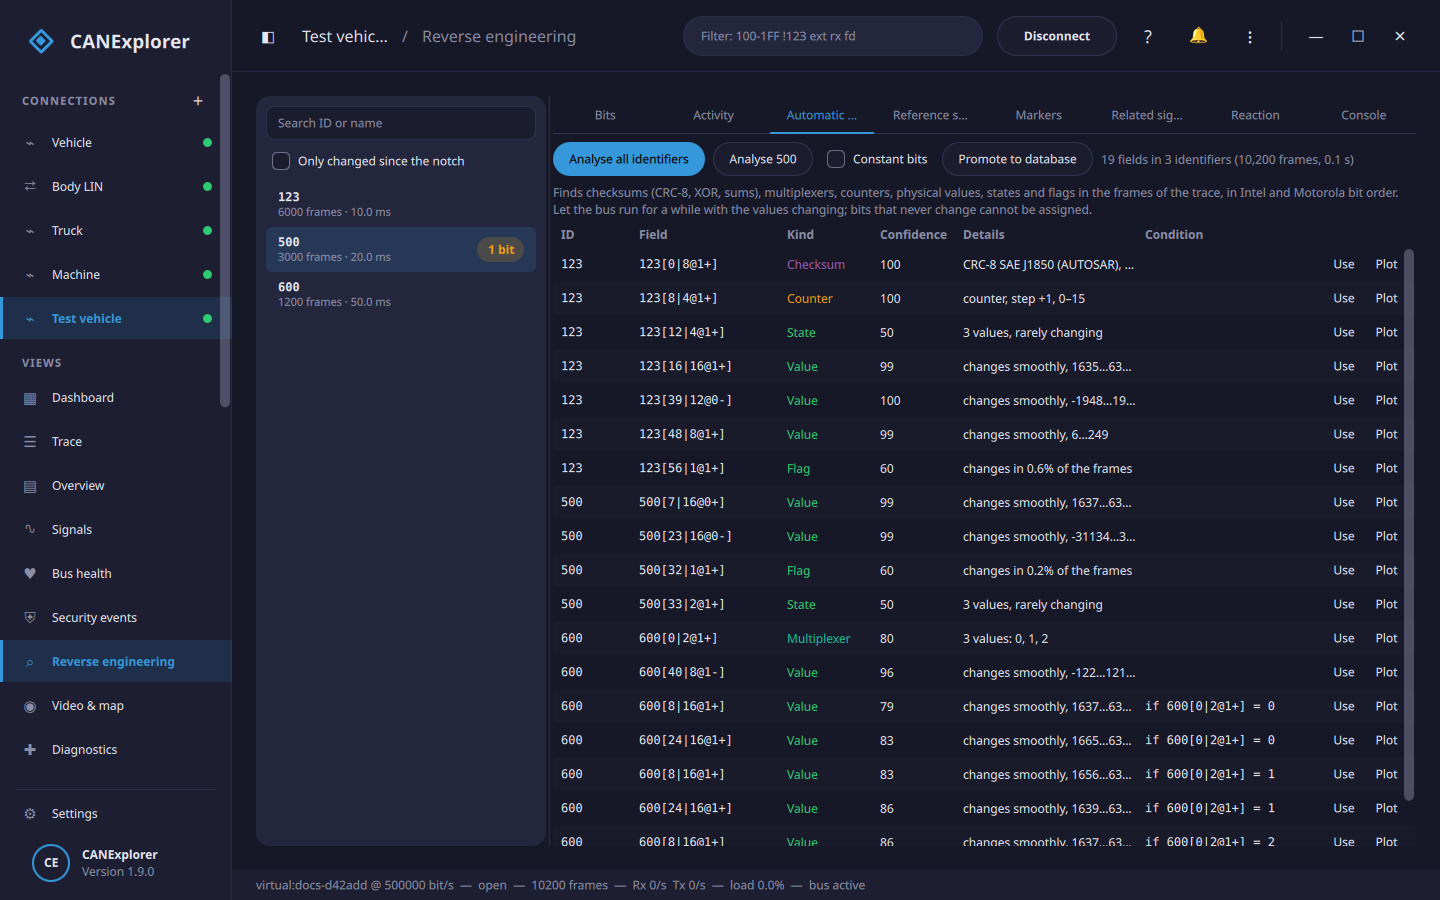 CANExplorer
CONNECTIONS +
Vehicle
Body LIN
Truck
Machine
Test vehicle
VIEWS
Dashboard
Trace
Overview
Signals
Bus health
Security events
Reverse engineering
Video & map
Diagnostics
Settings
CE
CANExplorer
Version 1.9.0
Test vehic... / Reverse engineering
Filter: 100-1FF !123 ext rx fd
Disconnect
?
Search ID or name
Only changed since the notch
123
6000 frames · 10.0 ms
500
3000 frames · 20.0 ms
1 bit
600
1200 frames · 50.0 ms
Bits Activity Automatic ... Reference s... Markers Related sig... Reaction Console
Analyse all identifiers Analyse 500 Constant bits Promote to database 19 fields in 3 identifiers (10,200 frames, 0.1 s)
Finds checksums (CRC-8, XOR, sums), multiplexers, counters, physical values, states and flags in the frames of the trace, in Intel and Motorola bit order.
Let the bus run for a while with the values changing; bits that never change cannot be assigned.
ID Field Kind Confidence Details Condition
123 123[0|8@1+] Checksum 100 CRC-8 SAE J1850 (AUTOSAR), ... Use Plot
123 123[8|4@1+] Counter 100 counter, step +1, 0–15 Use Plot
123 123[12|4@1+] State 50 3 values, rarely changing Use Plot
123 123[16|16@1+] Value 99 changes smoothly, 1635...63... Use Plot
123 123[39|12@0-] Value 100 changes smoothly, -1948...19... Use Plot
123 123[48|8@1+] Value 99 changes smoothly, 6...249 Use Plot
123 123[56|1@1+] Flag 60 changes in 0.6% of the frames Use Plot
500 500[7|16@0+] Value 99 changes smoothly, 1637...63... Use Plot
500 500[23|16@0-] Value 99 changes smoothly, -31134...3... Use Plot
500 500[32|1@1+] Flag 60 changes in 0.2% of the frames Use Plot
500 500[33|2@1+] State 50 3 values, rarely changing Use Plot
600 600[0|2@1+] Multiplexer 80 3 values: 0, 1, 2 Use Plot
600 600[40|8@1-] Value 96 changes smoothly, -122...121... Use Plot
600 600[8|16@1+] Value 79 changes smoothly, 1637...63... if 600[0|2@1+] = 0 Use Plot
600 600[24|16@1+] Value 83 changes smoothly, 1665...63... if 600[0|2@1+] = 0 Use Plot
600 600[8|16@1+] Value 83 changes smoothly, 1656...63... if 600[0|2@1+] = 1 Use Plot
600 600[24|16@1+] Value 86 changes smoothly, 1639...63... if 600[0|2@1+] = 1 Use Plot
600 600[8|16@1+] Value 86 changes smoothly, 1637...63... if 600[0|2@1+] = 2 Use Plot
virtual:docs-d42add @ 500000 bit/s — open — 10200 frames — Rx 0/s Tx 0/s — load 0.0% — bus active